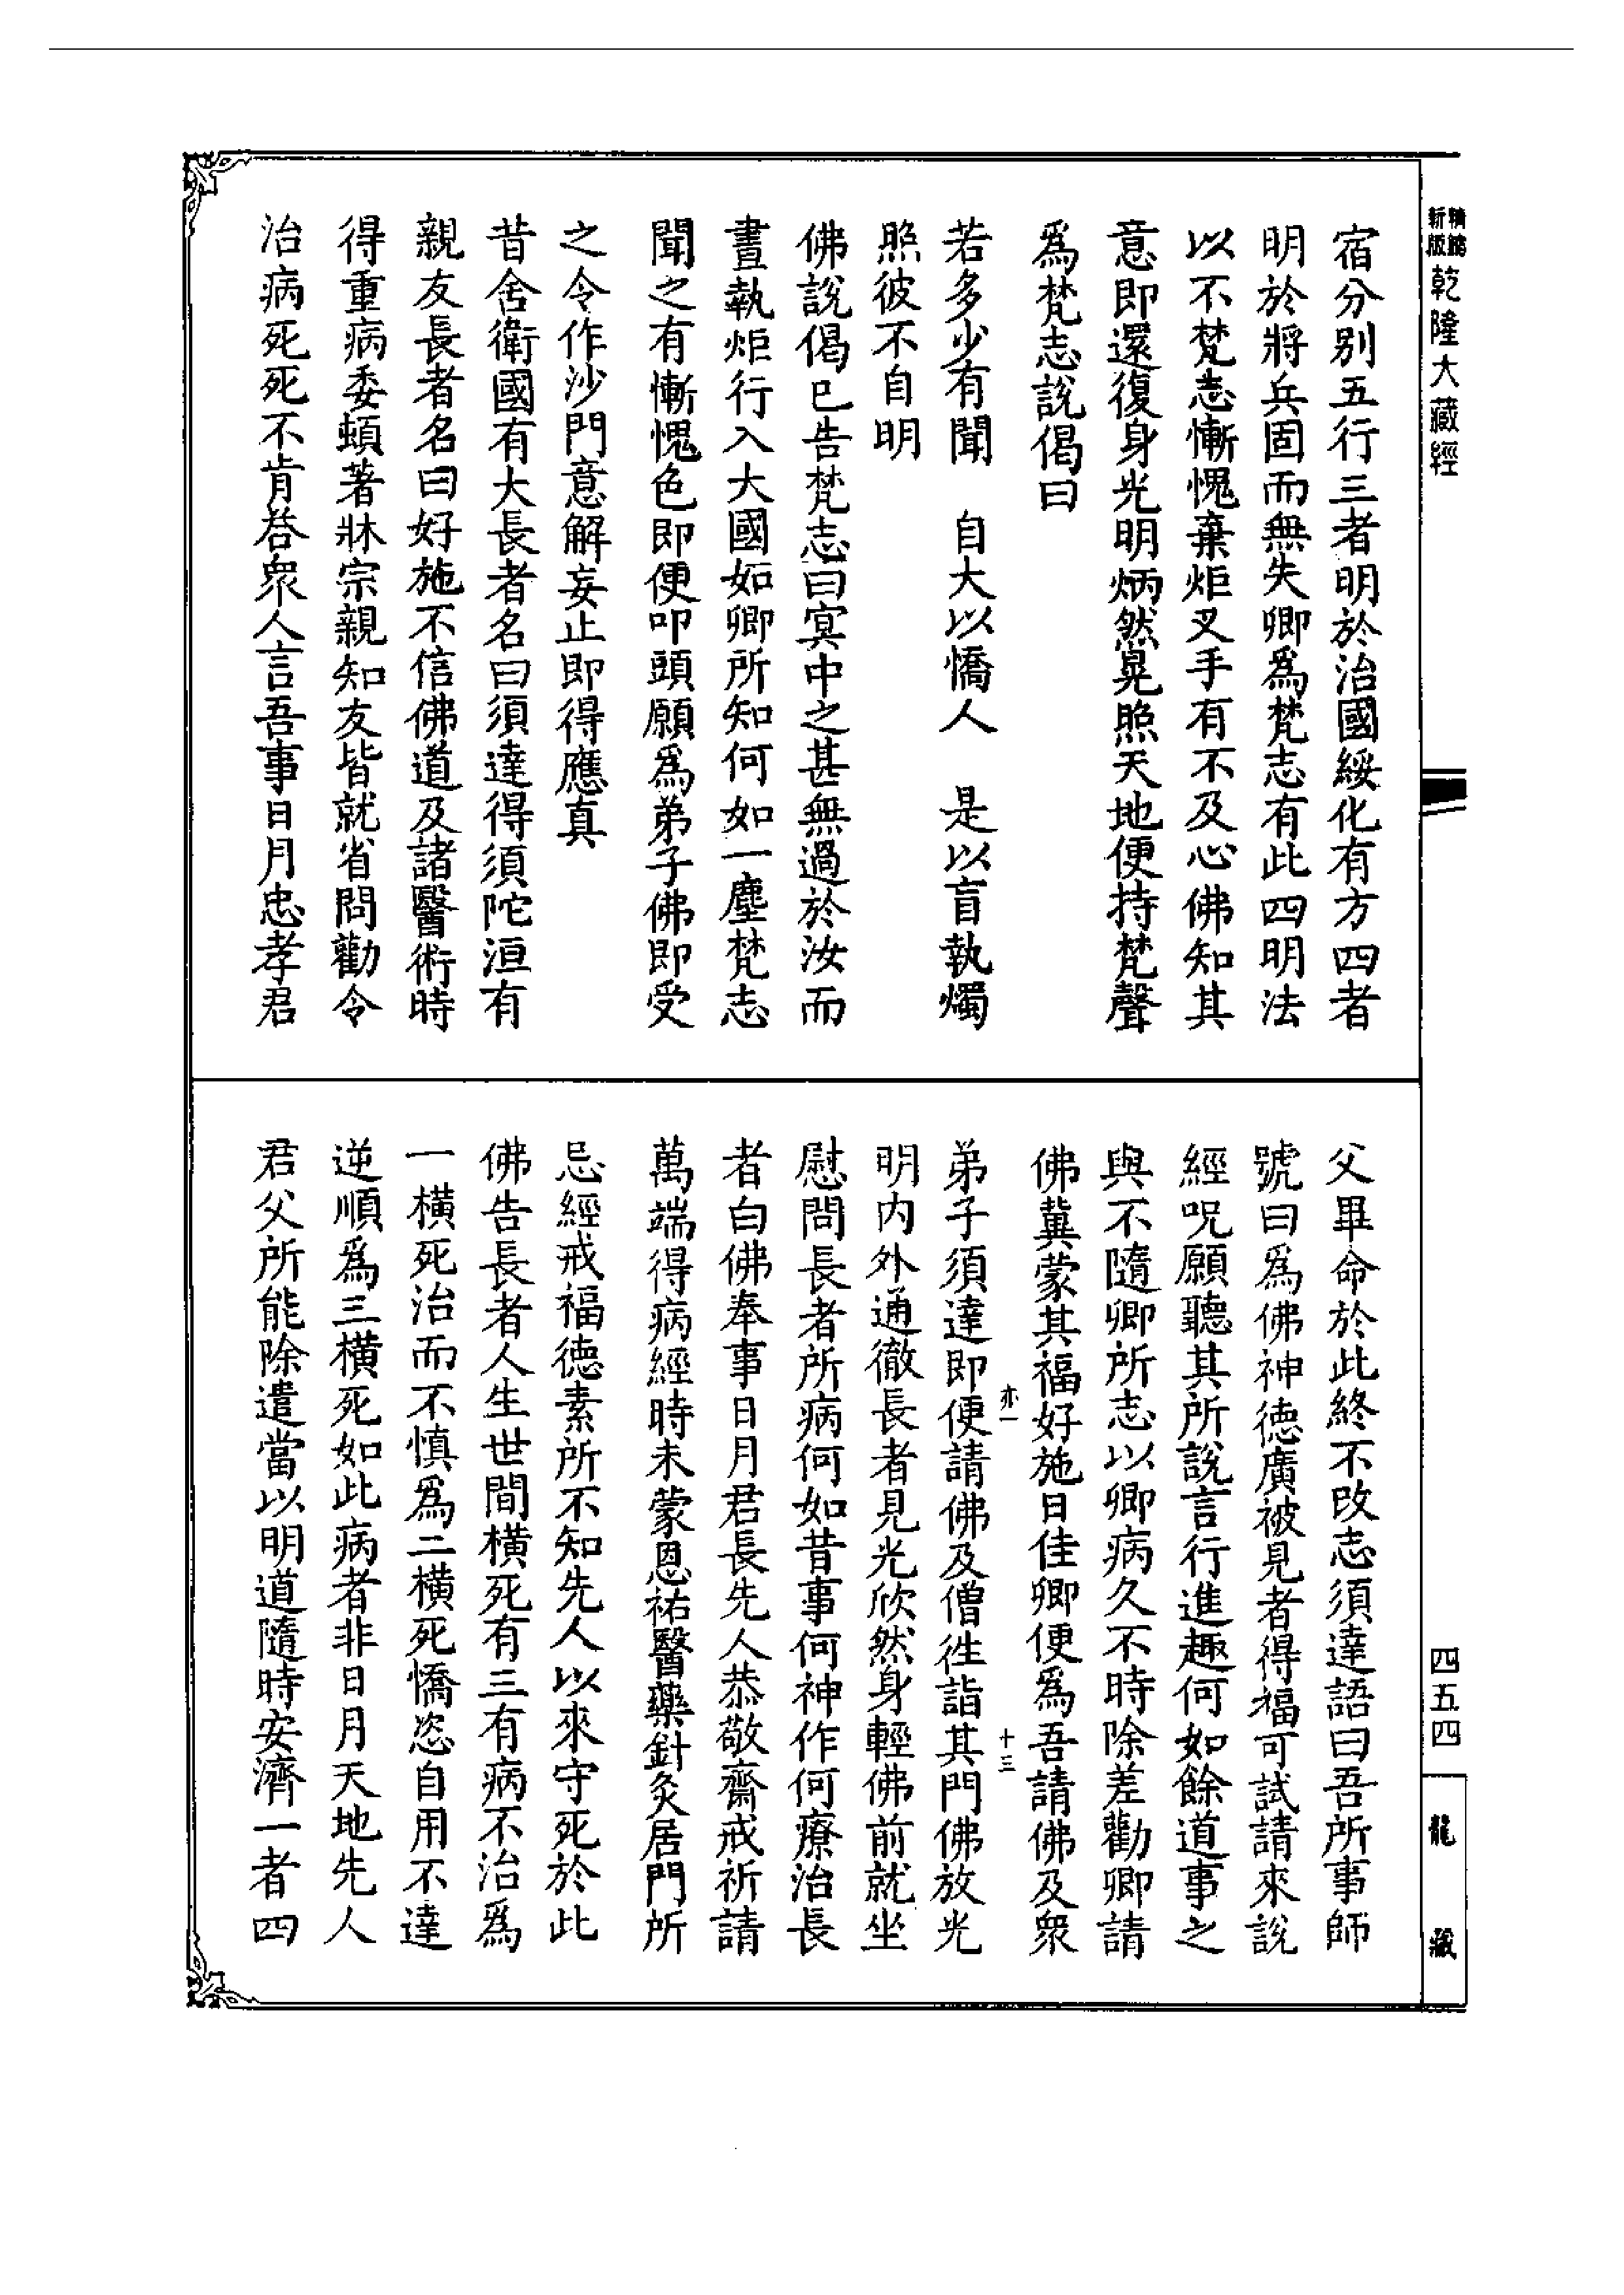 精縮
新版
乾隆大藏經
宿分別五行三者明於治國綏化有方四者
明於將兵固而無失卿爲梵志有此四明法
以不梵志慚愧棄炬叉手有不及心佛知其
意即還復身光明炳然晃照天地便持梵聲
爲梵志說偈曰
若多少有聞　自大以憍人　是以盲執燭
照彼不自明
佛說偈已告梵志曰冥中之甚無過於汝而
晝執炬行入大國如卿所知何如一塵梵志
聞之有慚愧色即便叩頭願爲弟子佛即受
之令作沙門意解妄止即得應真
昔舍衛國有大長者名曰須達得須陀洹有
親友長者名曰好施不信佛道及諸醫術時
得重病委頓著牀宗親知友皆就省問勸令
治病死死不肯答衆人言吾事日月忠孝君
父畢命於此終不改志須達語曰吾所事師
號曰爲佛神德廣被見者得福可試請來說
經呪願聽其所說言行進趣何如餘道事之
與不隨卿所志以卿病久不時除差勸卿請
佛冀蒙其福好施曰佳卿便爲吾請佛及衆
亦一
十三
弟子須達即便請佛及僧往詣其門佛放光
明內外通徹長者見光欣然身輕佛前就坐
慰問長者所病何如昔事何神作何療治長
者白佛奉事日月君長先人恭敬齋戒祈請
萬端得病經時未蒙恩祐醫藥針灸居門所
忌經戒福德素所不知先人以來守死於此
佛告長者人生世間橫死有三有病不治爲
一橫死治而不慎爲二橫死憍恣自用不達
逆順爲三橫死如此病者非日月天地先人
君父所能除遣當以明道隨時安濟一者四
四五四
龍
藏